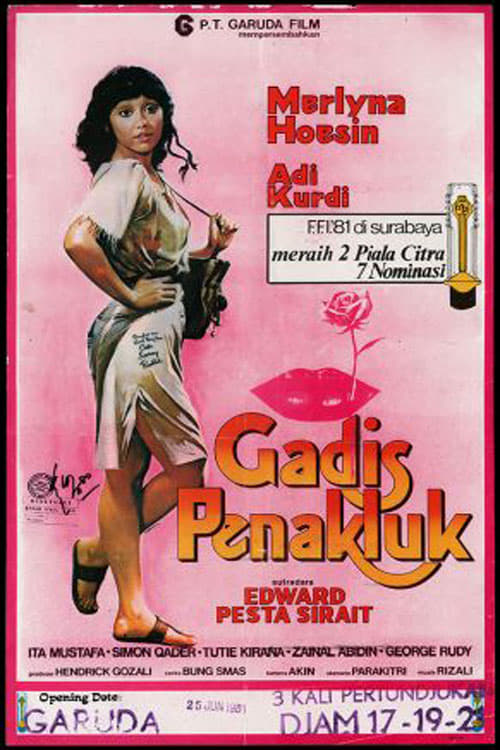 P.T. GARUDA FILM
mempersembahkan
Merlyna
Hoesin
Adi
Kurdi
F.F.I.'81 di surabaya
meraih 2 Piala Citra
7 Nominasi
Gadis
Penakluk
sutradara
EDWARD
PESTA SIRAIT
ITA MUSTAFA • SIMON QADER • TUTIE KIRANA • ZAINAL ABIDIN • GEORGE RUDY
produser HENDRICK GOZALI cerita BUNG SMAS kamera AKIN skenario PARAKITRI musik RIZALI
Opening Date:
GARUDA
25 JUN 1981
3 KALI PERTUNDJUKAN
DJAM 17-19-2